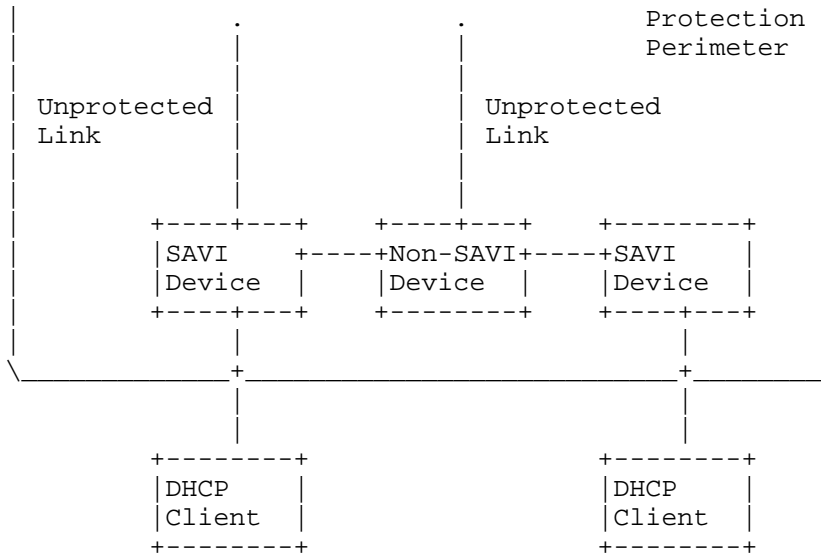 Protection
Perimeter
Unprotected Unprotected
Link Link
SAVI Non-SAVI SAVI
Device Device Device
DHCP DHCP
Client Client